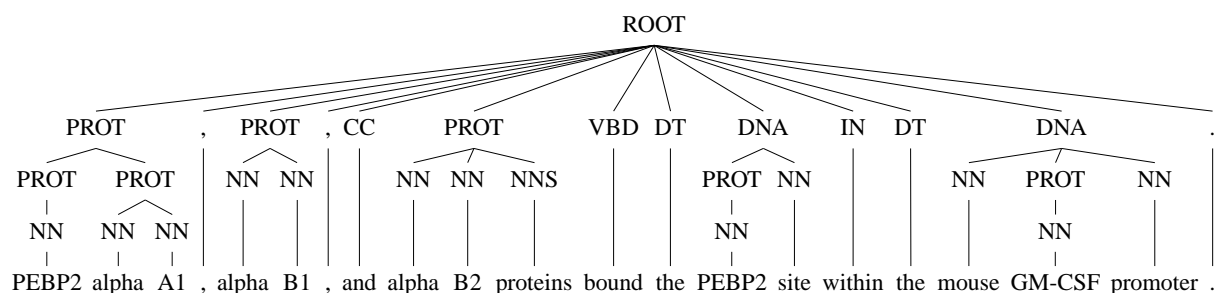 ROOT
PROT , PROT , CC PROT VBD DT DNA IN DT DNA .
PROT PROT NN NN NN NN NNS PROT NN NN PROT NN
NN NN NN NN NN
PEBP2 alpha A1 , alpha B1 , and alpha B2 proteins bound the PEBP2 site within the mouse GM-CSF promoter .